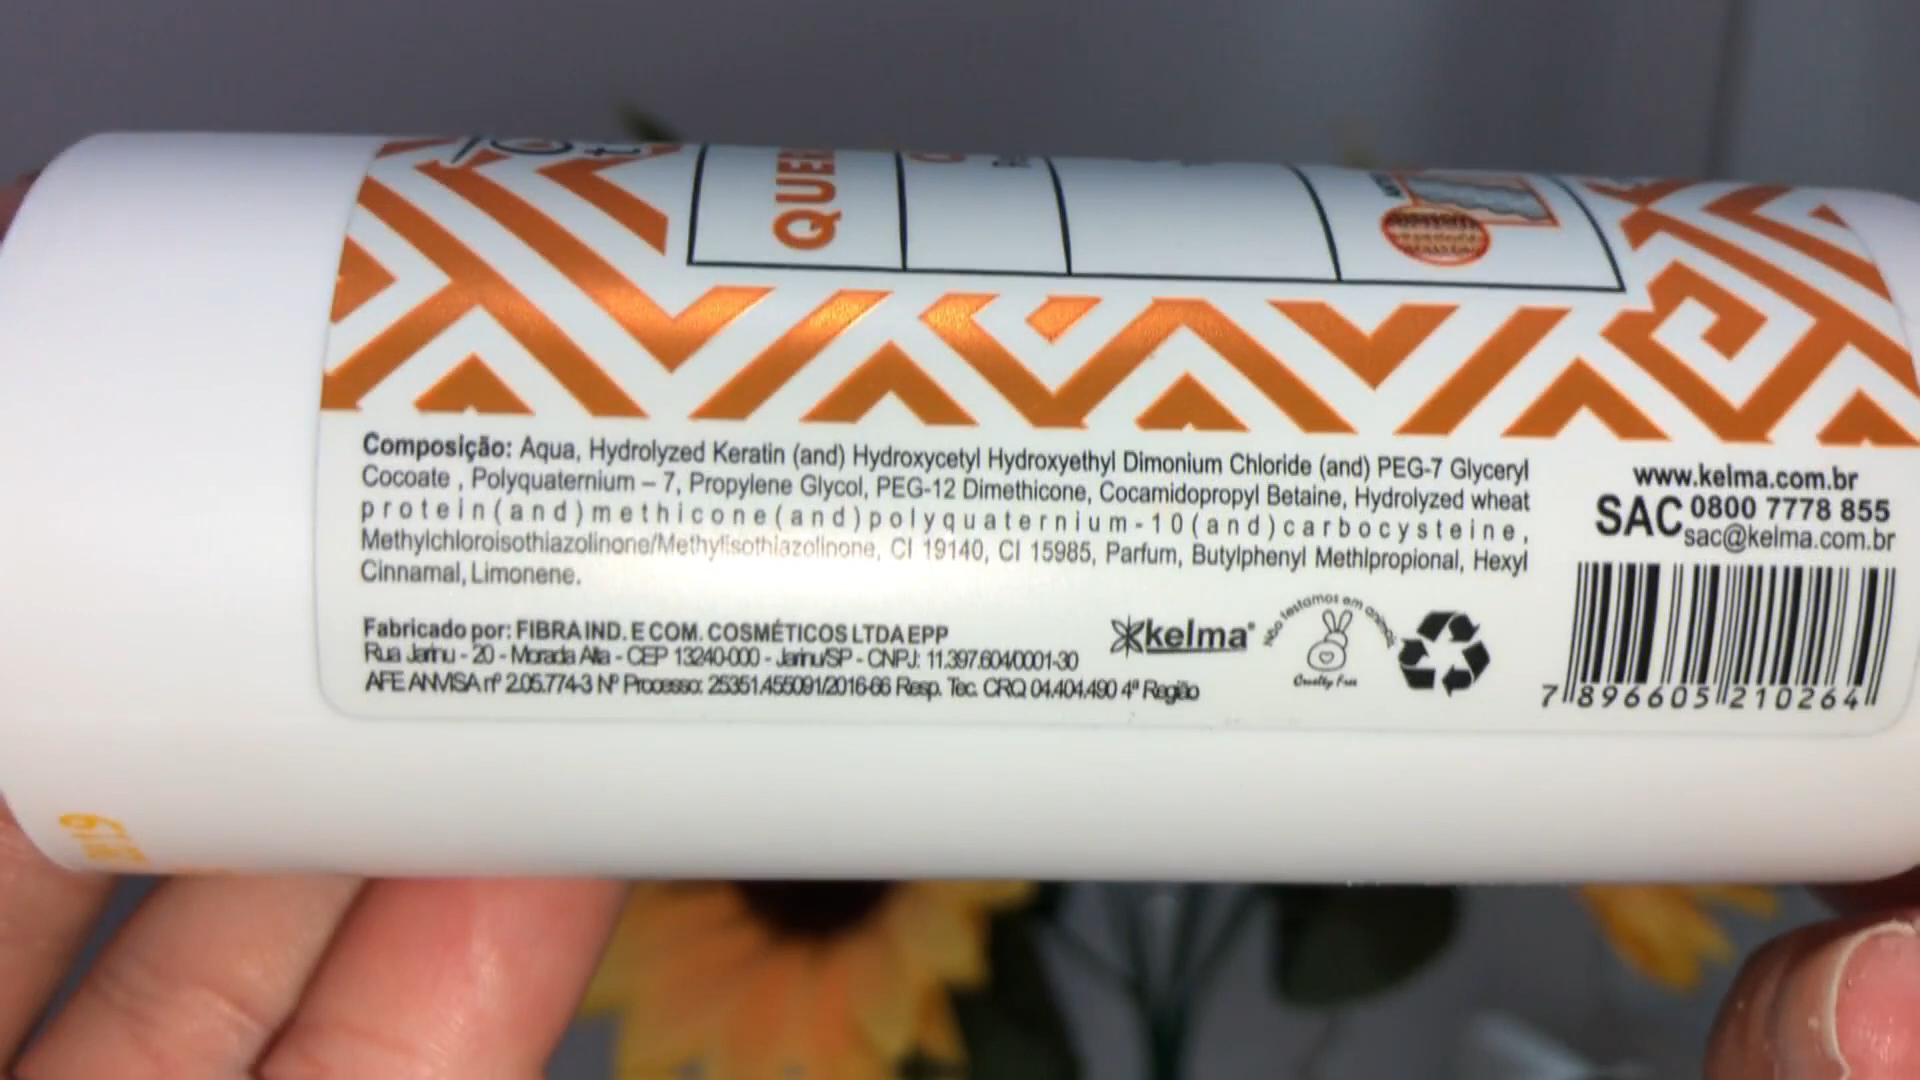 QUEE
Composição: Aqua, Hydrolyzed Keratin (and) Hydroxycetyl Hydroxyethyl Dimonium Chloride (and) PEG-7 Glyceryl
Cocoate , Polyquaternium – 7, Propylene Glycol, PEG-12 Dimethicone, Cocamidopropyl Betaine, Hydrolyzed wheat
protein(and)methicone(and)polyquaternium-10(and)carbocysteine,
Methylchloroisothiazolinone/Methylisothiazolinone, CI 19140, CI 15985, Parfum, Butylphenyl Methlpropional, Hexyl
Cinnamal, Limonene.
Fabricado por: FIBRA IND. E COM. COSMÉTICOS LTDA EPP
Rua Jarinu - 20 - Morada Alta - CEP 13240-000 - Jarinu/SP - CNPJ: 11.397.604/0001-30
AFE ANVISA nº 2.05.774-3 Nº Processo: 25351.455091/2016-66 Resp. Tec. CRQ 04.404.490 4ª Região
kelma®
Não testamos em animais
Cruelty Free
www.kelma.com.br
SAC 0800 7778 855
sac@kelma.com.br
7 896605 210264